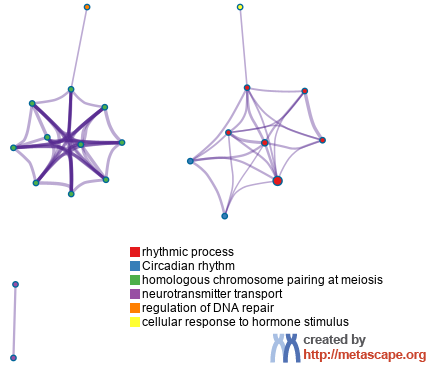 rhythmic process
Circadian rhythm
homologous chromosome pairing at meiosis
neurotransmitter transport
regulation of DNA repair
cellular response to hormone stimulus
created by
http://metascape.org